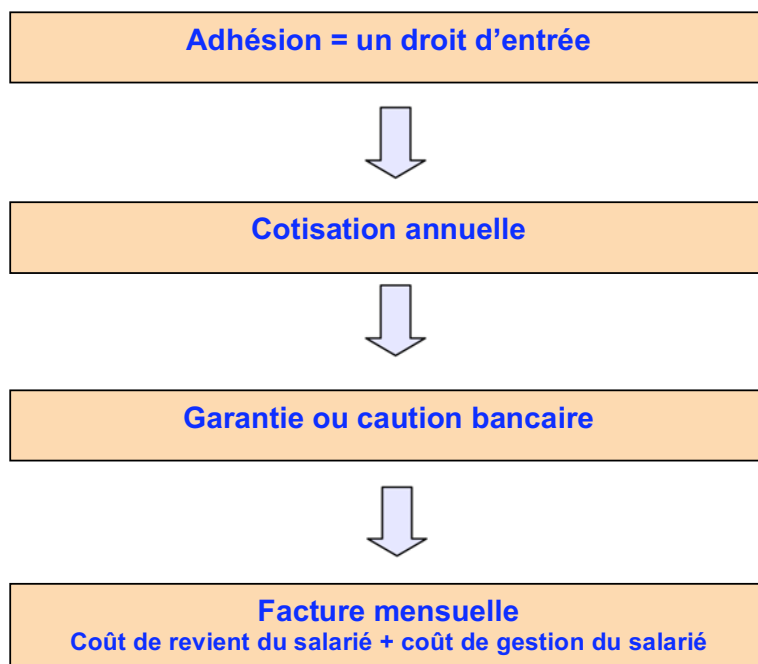 Adhésion = un droit d’entrée
Cotisation annuelle
Garantie ou caution bancaire
Facture mensuelle
Coût de revient du salarié + coût de gestion du salarié